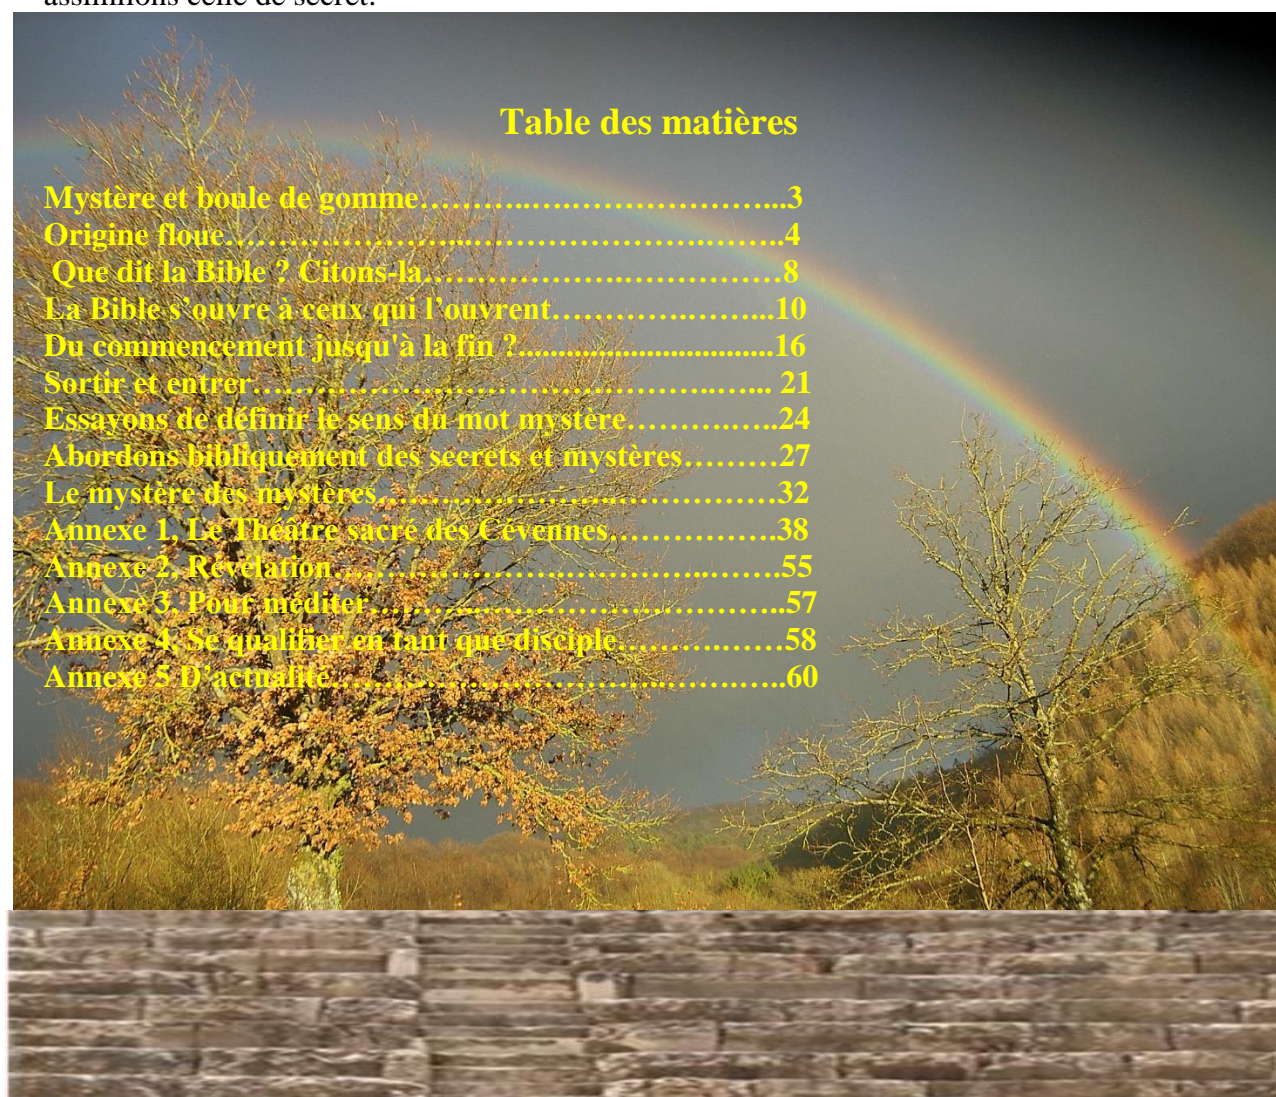 assimilons celle de secret.
Table des matières
Mystère et boule de gomme…….…..….………………...3
Origine floue…………………...………………….……..4
Que dit la Bible ? Citons-la……………….……………8
La Bible s’ouvre à ceux qui l’ouvrent………….……...10
Du commencement jusqu'à la fin ?..................................16
Sortir et entrer……………………………………..…... 21
Essayons de définir le sens du mot mystère……….…..24
Abordons bibliquement des secrets et mystères………27
Le mystère des mystères…………………..……………32
Annexe 1, Le Théâtre sacré des Cévennes…………….38
Annexe 2, Révélation……………….……………..…….55
Annexe 3, Pour méditer………...……………….……..57
Annexe 4, Se qualifier en tant que disciple……….……58
Annexe 5 D’actualité…………………………..…….…..60